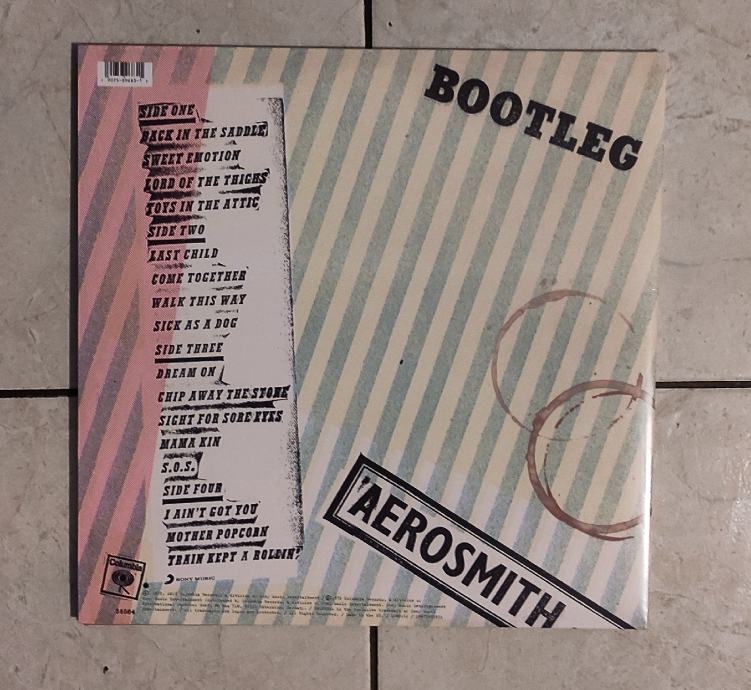 BOOTLEG
SIDE ONE
BACK IN THE SADDLE
SWEET EMOTION
LORD OF THE THIGHS
TOYS IN THE ATTIC
SIDE TWO
LAST CHILD
COME TOGETHER
WALK THIS WAY
SICK AS A DOG
SIDE THREE
DREAM ON
CHIP AWAY THE STONE
SIGHT FOR SORE EYES
MAMA KIN
S.O.S.
SIDE FOUR
I AIN'T GOT YOU
MOTHER POPCORN
TRAIN KEPT A ROLLIN'
AEROSMITH
Columbia
SONY MUSIC